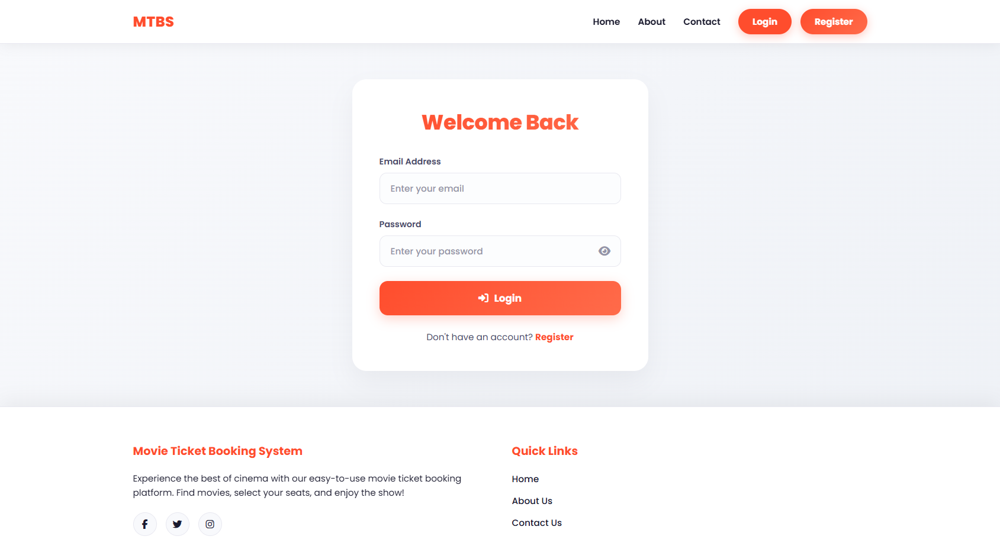 MTBS
Home
About
Contact
Login
Register
Welcome Back
Email Address
Enter your email
Password
Enter your password
Login
Don't have an account? Register
Movie Ticket Booking System
Experience the best of cinema with our easy-to-use movie ticket booking
platform. Find movies, select your seats, and enjoy the show!
Quick Links
Home
About Us
Contact Us